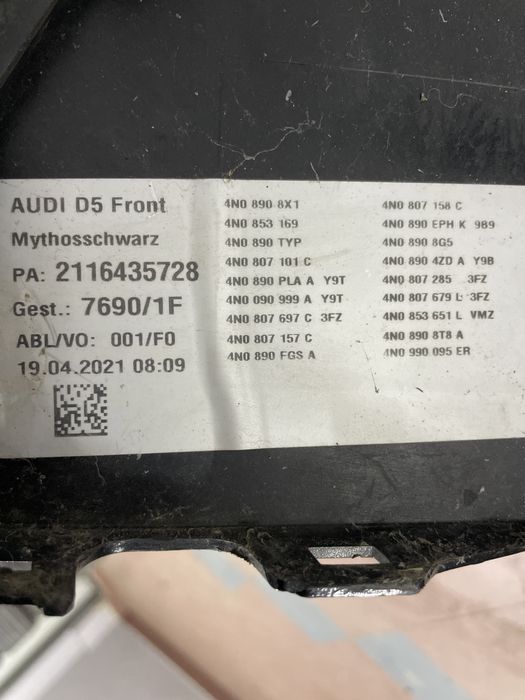 AUDI D5 Front
Mythosschwarz
PA: 2116435728
Gest.: 7690/1F
ABL/VO: 001/F0
19.04.2021 08:09
4N0 890 8X1
4N0 853 169
4N0 890 TYP
4N0 807 101 C
4N0 890 PLA A Y9T
4N0 090 999 A Y9T
4N0 807 697 C 3FZ
4N0 807 157 C
4N0 890 FGS A
4N0 807 158 C
4N0 890 EPH K 989
4N0 890 8G5
4N0 890 4ZD A Y9B
4N0 807 285 3FZ
4N0 807 679 L 3FZ
4N0 853 651 L VMZ
4N0 890 8T8 A
4N0 990 095 ER